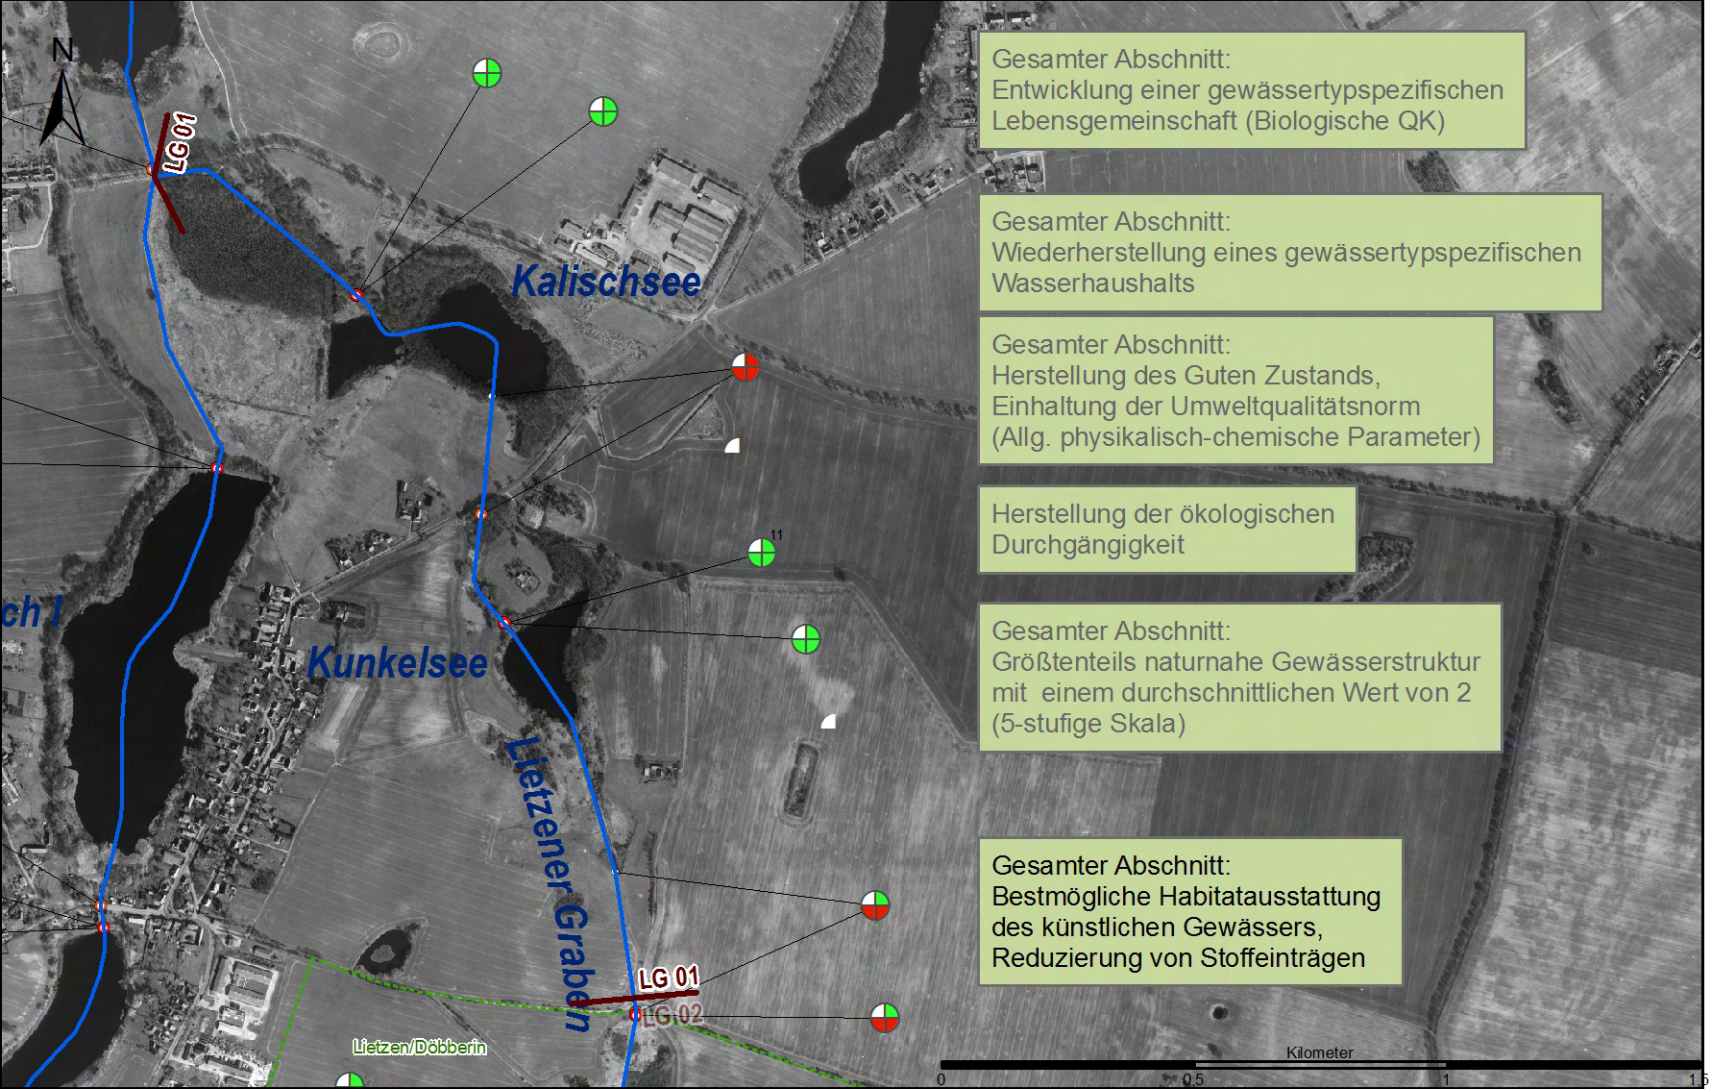 N
LG 01
Gesamter Abschnitt:
Entwicklung einer gewässertypspezifischen
Lebensgemeinschaft (Biologische QK)
Gesamter Abschnitt:
Wiederherstellung eines gewässertypspezifischen
Wasserhaushalts
Kalischsee
Gesamter Abschnitt:
Herstellung des Guten Zustands,
Einhaltung der Umweltqualitätsnorm
(Allg. physikalisch-chemische Parameter)
Herstellung der ökologischen
Durchgängigkeit
11
ch I
Kunkelsee
Gesamter Abschnitt:
Größtenteils naturnahe Gewässerstruktur
mit  einem durchschnittlichen Wert von 2
(5-stufige Skala)
Lietzener Graben
Gesamter Abschnitt:
Bestmögliche Habitatausstattung
des künstlichen Gewässers,
Reduzierung von Stoffeinträgen
LG 01
LG 02
Lietzen/Döbberin
Kilometer
0 0,5 1 1,5